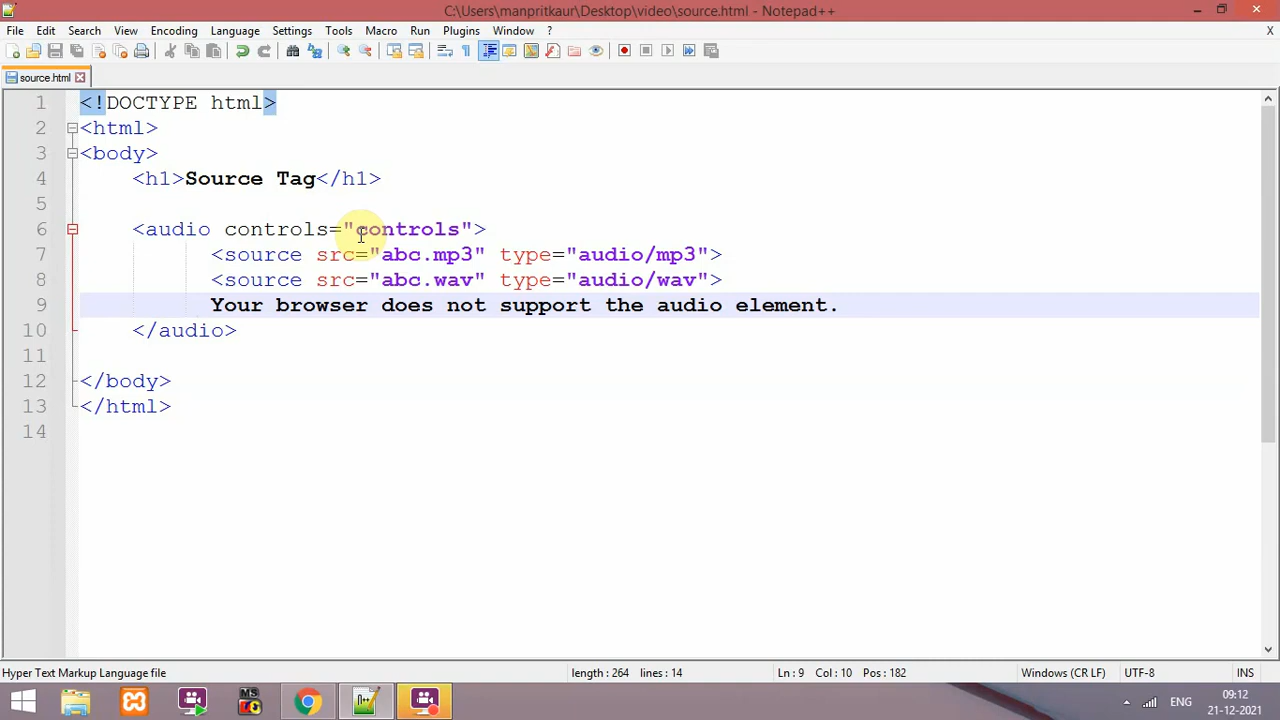 C:\Users\manpritkaur\Desktop\video\source.html - Notepad++
File Edit Search View Encoding Language Settings Tools Macro Run Plugins Window ? X
source.html
1 <!DOCTYPE html>
2 <html>
3 <body>
4 <h1>Source Tag</h1>
5
6 <audio controls="controls">
7 <source src="abc.mp3" type="audio/mp3">
8 <source src="abc.wav" type="audio/wav">
9 Your browser does not support the audio element.
10 </audio>
11
12 </body>
13 </html>
14
Hyper Text Markup Language file length : 264 lines : 14 Ln : 9 Col : 10 Pos : 182 Windows (CR LF) UTF-8 INS
MS
ENG
09:12
21-12-2021